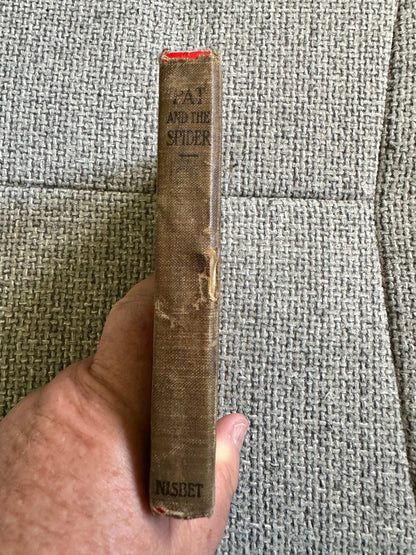 PAT
AND THE
SPIDER
NISBET